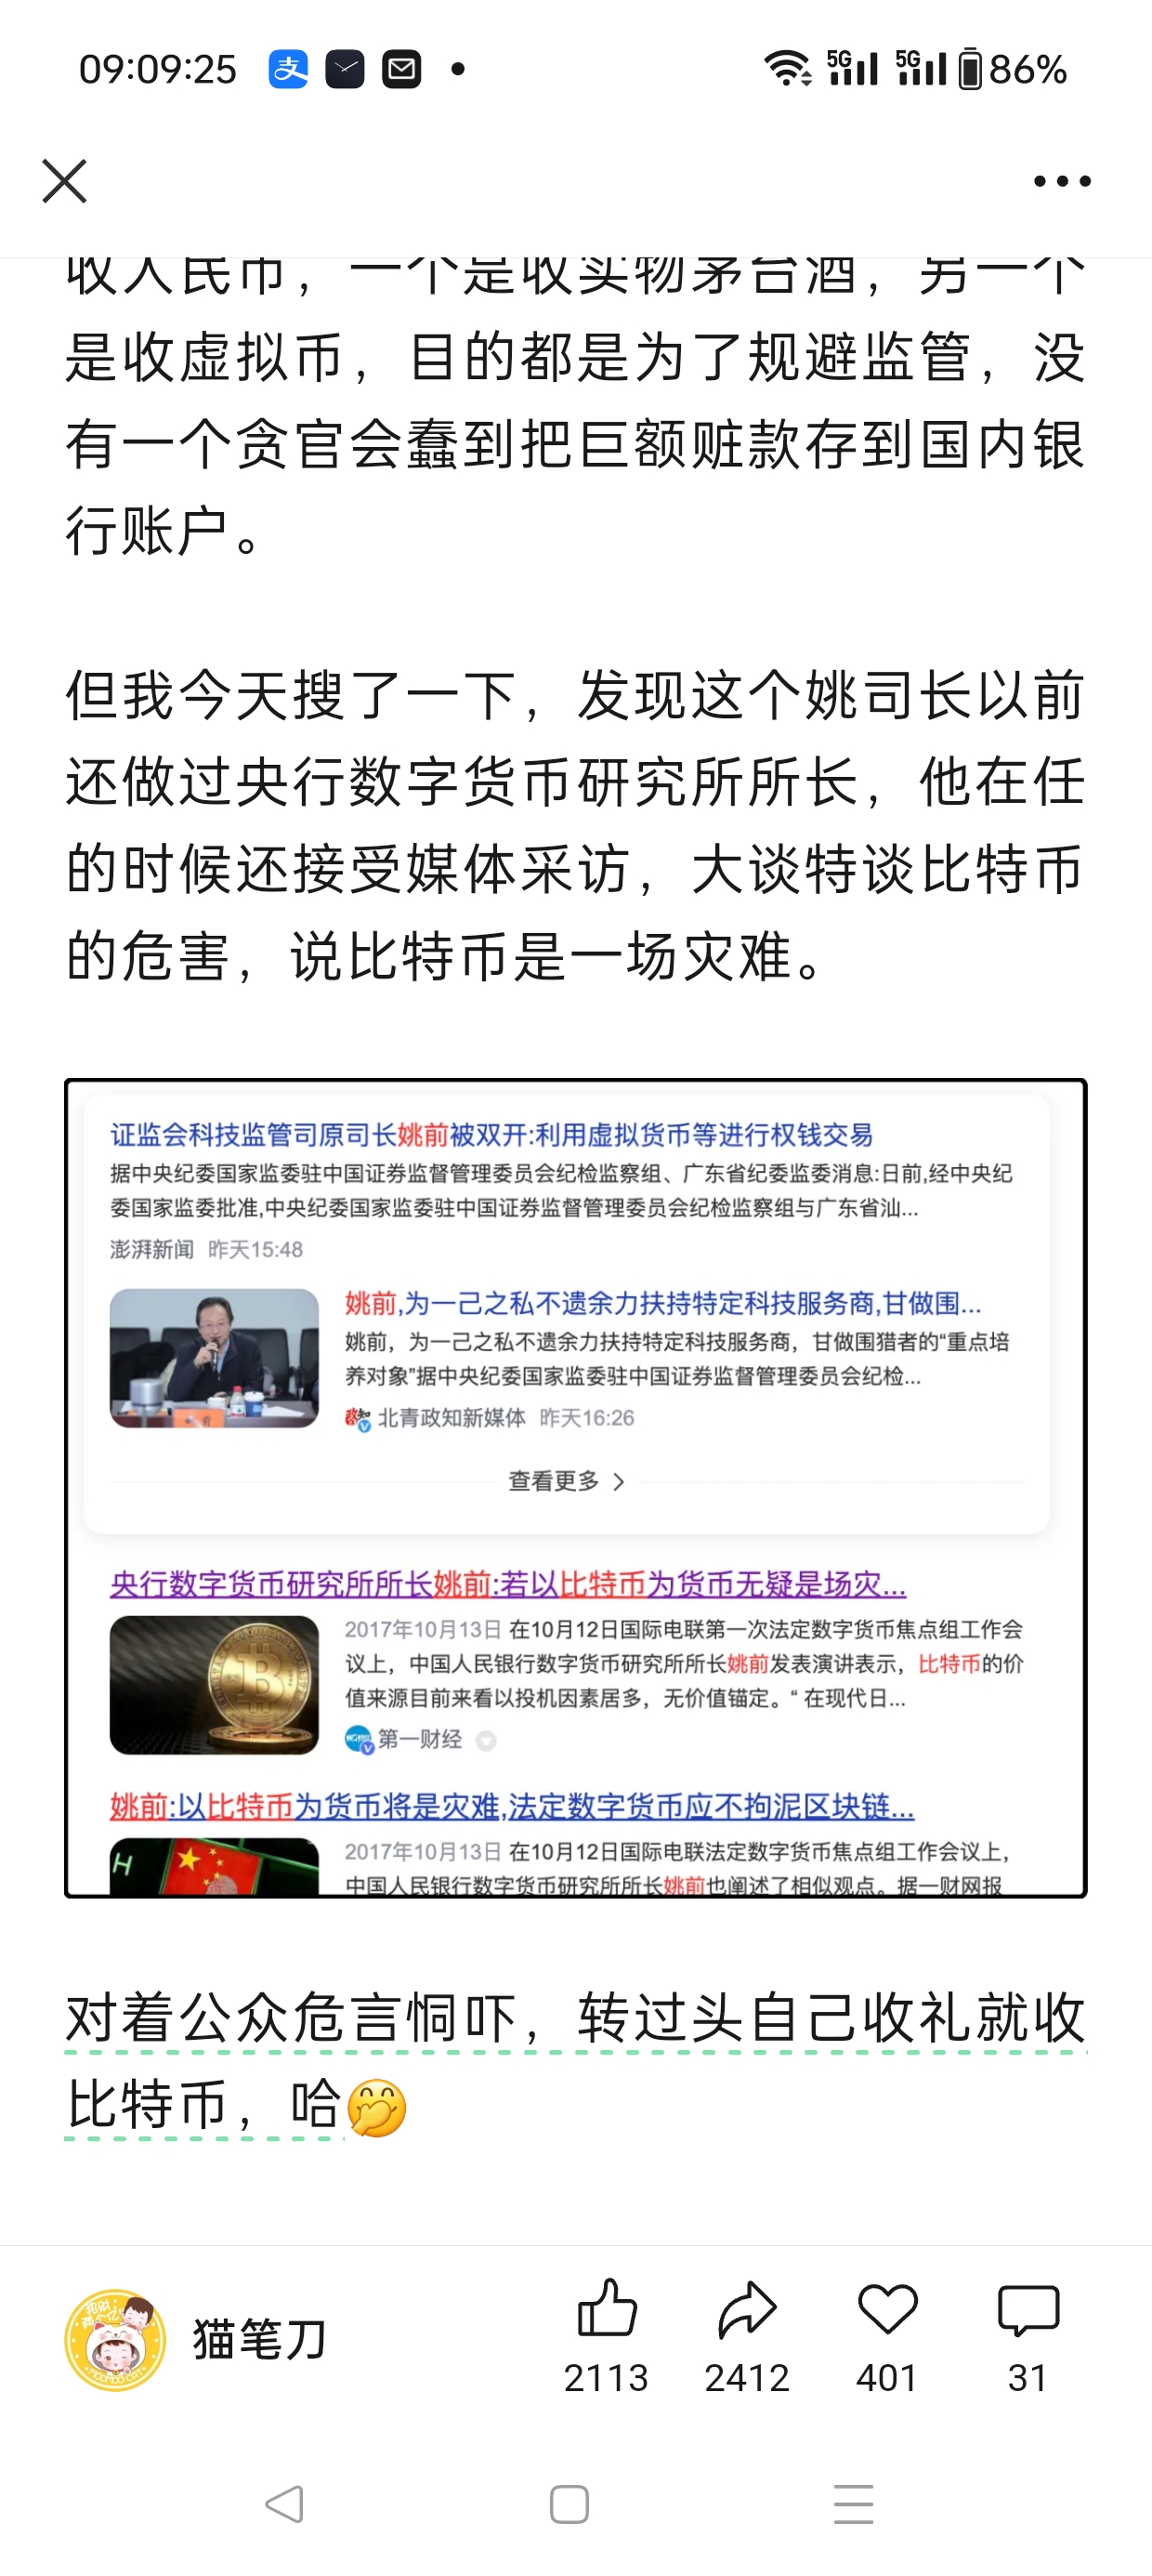 09:09:25
5G 5G 86%
收人民币，一个是收实物茅台酒，另一个
是收虚拟币，目的都是为了规避监管，没
有一个贪官会蠢到把巨额赃款存到国内银
行账户。
但我今天搜了一下，发现这个姚司长以前
还做过央行数字货币研究所所长，他在任
的时候还接受媒体采访，大谈特谈比特币
的危害，说比特币是一场灾难。
证监会科技监管司原司长姚前被双开:利用虚拟货币等进行权钱交易
据中央纪委国家监委驻中国证券监督管理委员会纪检监察组、广东省纪委监委消息:日前,经中央纪
委国家监委批准,中央纪委国家监委驻中国证券监督管理委员会纪检监察组与广东省汕...
澎湃新闻 昨天15:48
姚前,为一己之私不遗余力扶持特定科技服务商,甘做围...
姚前，为一己之私不遗余力扶持特定科技服务商，甘做围猎者的“重点培
养对象”据中央纪委国家监委驻中国证券监督管理委员会纪检...
北青政知新媒体 昨天16:26
查看更多
央行数字货币研究所所长姚前:若以比特币为货币无疑是场灾...
2017年10月13日 在10月12日国际电联第一次法定数字货币焦点组工作会
议上，中国人民银行数字货币研究所所长姚前发表演讲表示，比特币的价
值来源目前来看以投机因素居多，无价值锚定。“ 在现代日...
第一财经
姚前:以比特币为货币将是灾难,法定数字货币应不拘泥区块链...
H
2017年10月13日 在10月12日国际电联法定数字货币焦点组工作会议上，
中国人民银行数字货币研究所所长姚前也阐述了相似观点。据一财网报
对着公众危言恫吓，转过头自己收礼就收
比特币，哈🤭
猫笔刀
2113 2412 401 31